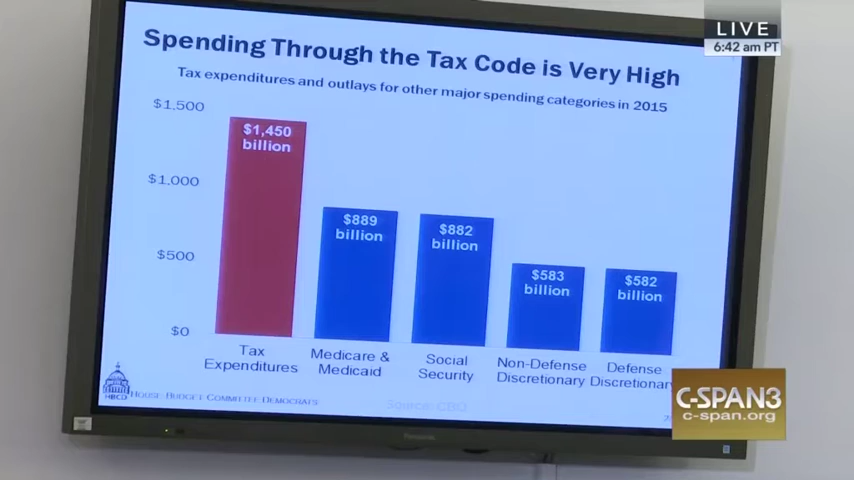 LIVE
6:42 am PT
Spending Through the Tax Code is Very High
Tax expenditures and outlays for other major spending categories in 2015
$1,500
$1,000
$500
$0
$1,450
billion
$889
billion
$882
billion
$583
billion
$582
billion
Tax
Expenditures
Medicare &
Medicaid
Social
Security
Non-Defense
Discretionary
Defense
Discretionary
HBCD
HOUSE BUDGET COMMITTEE DEMOCRATS
Source: CBO
Panasonic
C-SPAN3
c-span.org